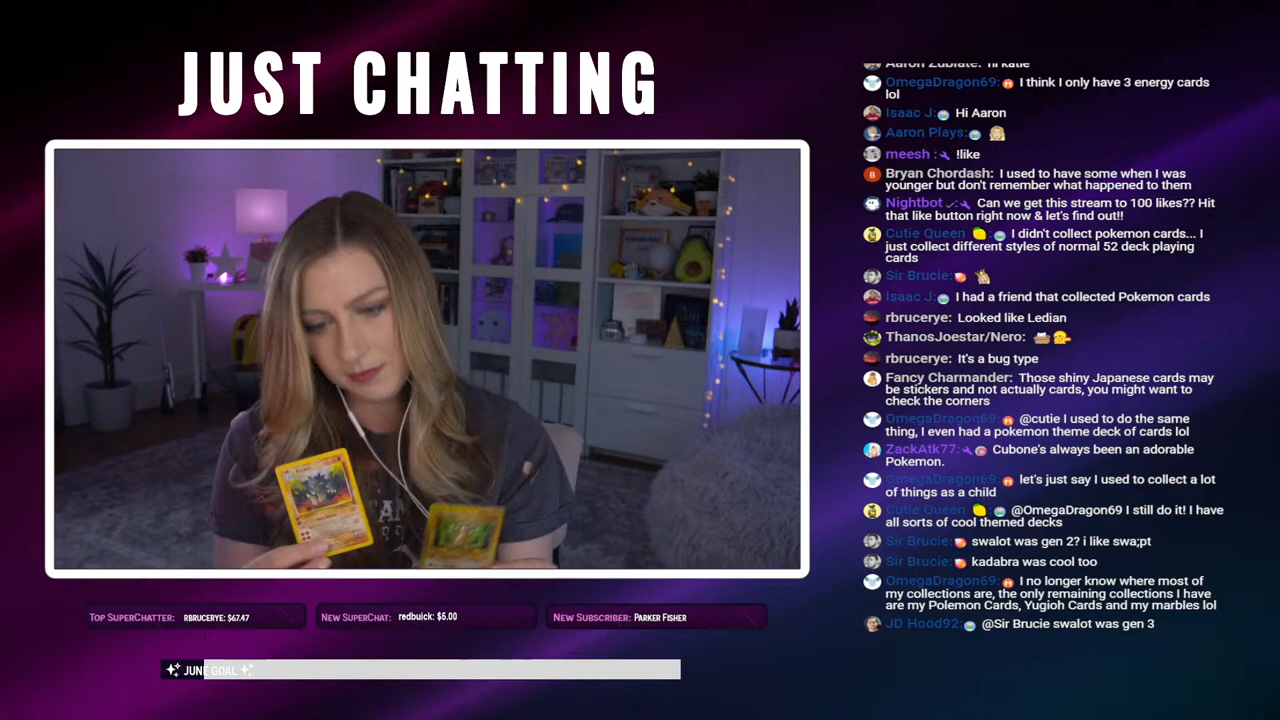 JUST CHATTING
Aaron Zubiate: hi katie
OmegaDragon69: I think I only have 3 energy cards
lol
Isaac J: Hi Aaron
Aaron Plays:
meesh : !like
Bryan Chordash: I used to have some when I was
younger but don't remember what happened to them
Nightbot Can we get this stream to 100 likes?? Hit
that like button right now & let's find out!!
Cutie Queen I didn't collect pokemon cards... I
just collect different styles of normal 52 deck playing
cards
Sir Brucie:
Isaac J: I had a friend that collected Pokemon cards
rbrucerye: Looked like Ledian
ThanosJoestar/Nero:
rbrucerye: It's a bug type
Fancy Charmander: Those shiny Japanese cards may
be stickers and not actually cards, you might want to
check the corners
OmegaDragon69: @cutie I used to do the same
thing, I even had a pokemon theme deck of cards lol
ZackAtk77: Cubone's always been an adorable
Pokemon.
OmegaDragon69: let's just say I used to collect a lot
of things as a child
Cutie Queen @OmegaDragon69 I still do it! I have
all sorts of cool themed decks
Sir Brucie: swalot was gen 2? i like swa;pt
Sir Brucie: kadabra was cool too
OmegaDragon69: I no longer know where most of
my collections are, the only remaining collections I have
are my Polemon Cards, Yugioh Cards and my marbles lol
JD Hood92: @Sir Brucie swalot was gen 3
TOP SUPERCHATTER: RBRUCERYE: $67.47
NEW SUPERCHAT: redbuick: $5.00
NEW SUBSCRIBER: PARKER FISHER
JUNE GOAL